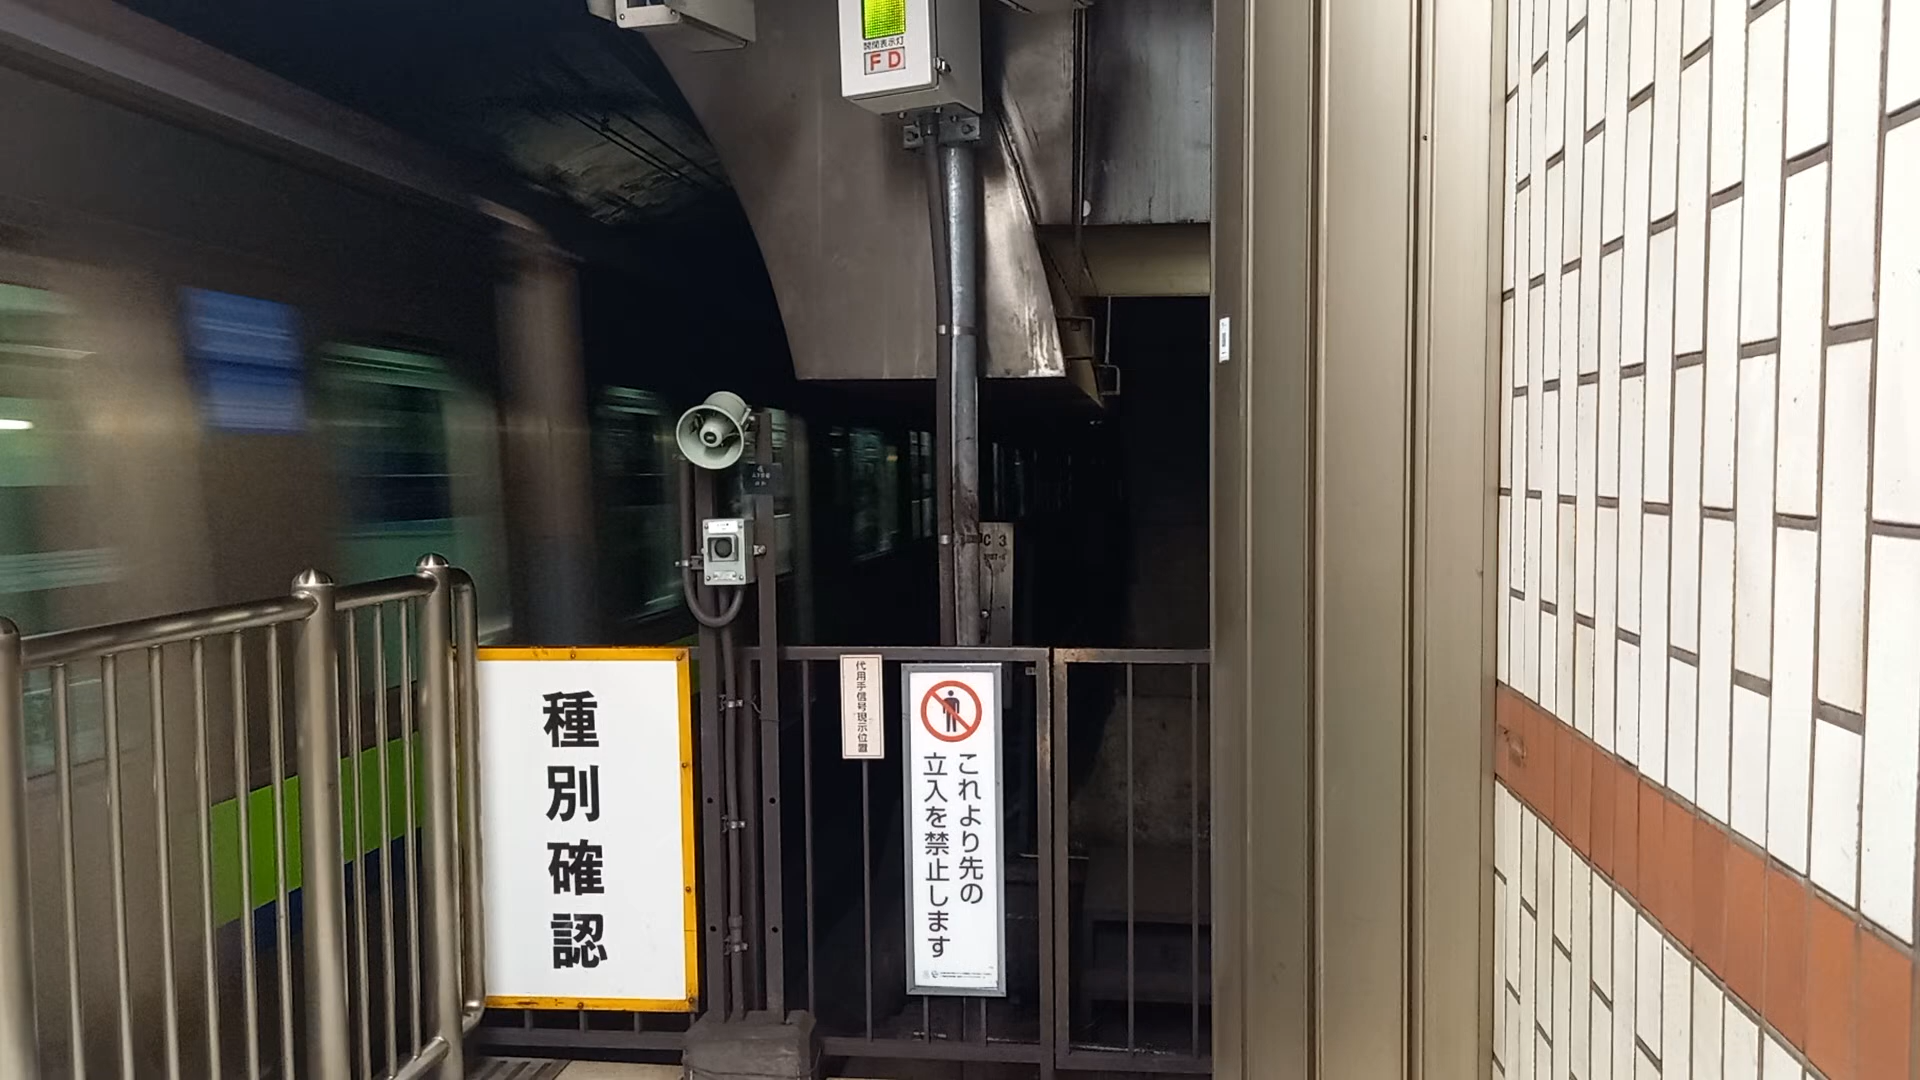 開閉表示灯
FD
C 3
種別確認
代用手信号現示位置
これより先の
立入を禁止します